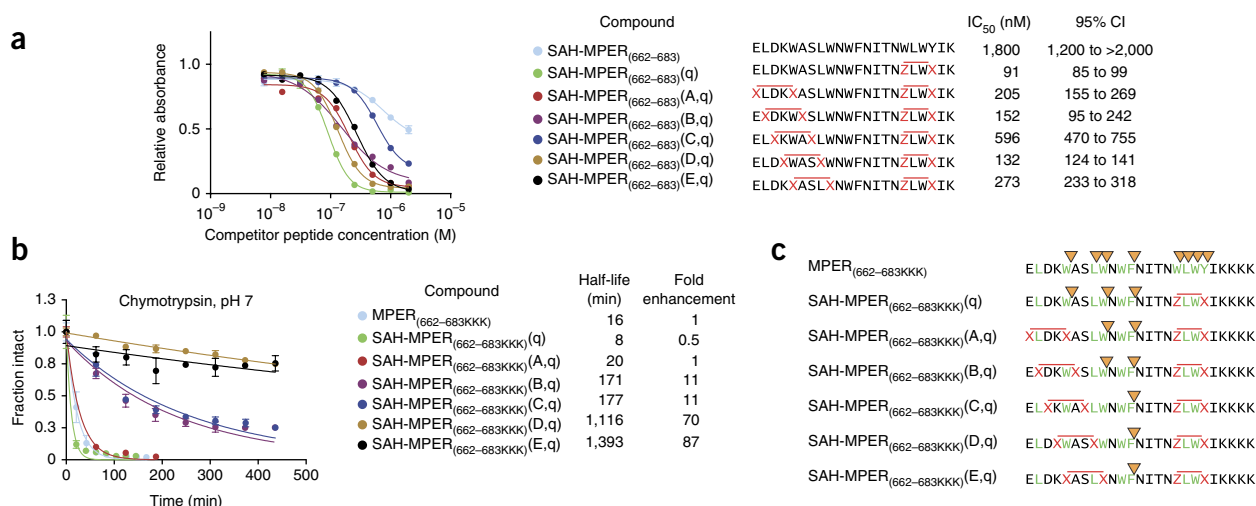 a
Relative absorbance
1.0
0.5
0
10⁻⁹ 10⁻⁸ 10⁻⁷ 10⁻⁶ 10⁻⁵
Competitor peptide concentration (M)
Compound IC₅₀ (nM) 95% CI
SAH-MPER(662–683) ELDKWASLWNWFNITNWLWYIK 1,800 1,200 to >2,000
SAH-MPER(662–683)(q) ELDKWASLWNWFNITNZLWXIK 91 85 to 99
SAH-MPER(662–683)(A,q) XLDKXASLWNWFNITNZLWXIK 205 155 to 269
SAH-MPER(662–683)(B,q) EXDKWXSLWNWFNITNZLWXIK 152 95 to 242
SAH-MPER(662–683)(C,q) ELXKWAXLWNWFNITNZLWXIK 596 470 to 755
SAH-MPER(662–683)(D,q) ELDXWASXWNWFNITNZLWXIK 132 124 to 141
SAH-MPER(662–683)(E,q) ELDKXASLXNWFNITNZLWXIK 273 233 to 318
b
Chymotrypsin, pH 7
Fraction intact
1.3
1.0
0.8
0.5
0.3
0
0 100 200 300 400 500
Time (min)
Compound Half-life (min) Fold enhancement
MPER(662–683KKK) 16 1
SAH-MPER(662–683KKK)(q) 8 0.5
SAH-MPER(662–683KKK)(A,q) 20 1
SAH-MPER(662–683KKK)(B,q) 171 11
SAH-MPER(662–683KKK)(C,q) 177 11
SAH-MPER(662–683KKK)(D,q) 1,116 70
SAH-MPER(662–683KKK)(E,q) 1,393 87
c
MPER(662–683KKK) ELDKWASLWNWFNITNWLWYIKKKK
SAH-MPER(662–683KKK)(q) ELDKWASLWNWFNITNZLWXIKKKK
SAH-MPER(662–683KKK)(A,q) XLDKXASLWNWFNITNZLWXIKKKK
SAH-MPER(662–683KKK)(B,q) EXDKWXSLWNWFNITNZLWXIKKKK
SAH-MPER(662–683KKK)(C,q) ELXKWAXLWNWFNITNZLWXIKKKK
SAH-MPER(662–683KKK)(D,q) ELDXWASXWNWFNITNZLWXIKKKK
SAH-MPER(662–683KKK)(E,q) ELDKXASLXNWFNITNZLWXIKKKK